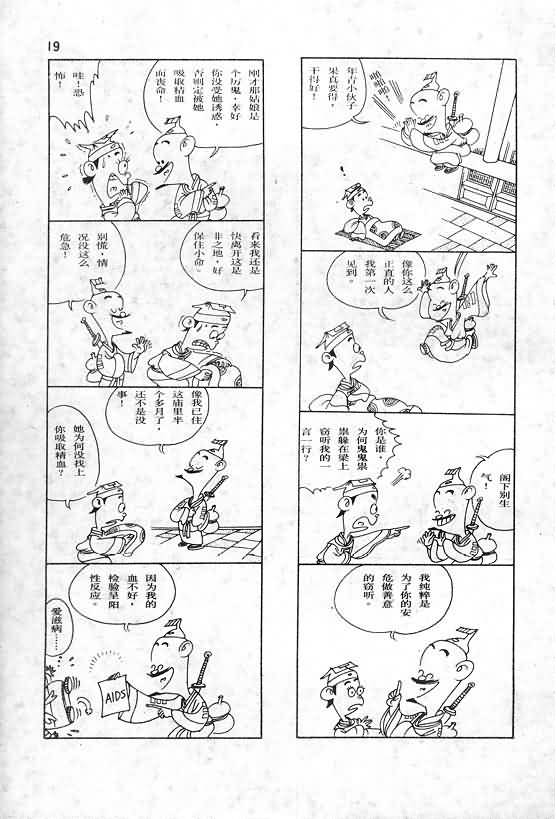 19
啪！
啪！
啪！
年青小伙子
果真要得，
干得好！
像你这么
正直的人
我第一次
见到。
你是谁，
为何鬼鬼祟
祟躲在梁上
窃听我的一
言一行？
阁下别生
气！
我纯粹是
为了你的安
危做善意
的窃听。
刚才那姑娘是
个厉鬼，幸好
你没受她诱惑，
否则定被她
吸取精血
而丧命！
哇！恐
怖！
看来我还是
快离开这是
非之地，好
保住小命。
别慌，情
况没这么
危急！
像我已住
这庙里半
个多月了，
还不是没
事！
她为何没找上
你吸取精血？
因为我的
血不好，
检验呈阳
性反应。
AIDS
爱滋病……